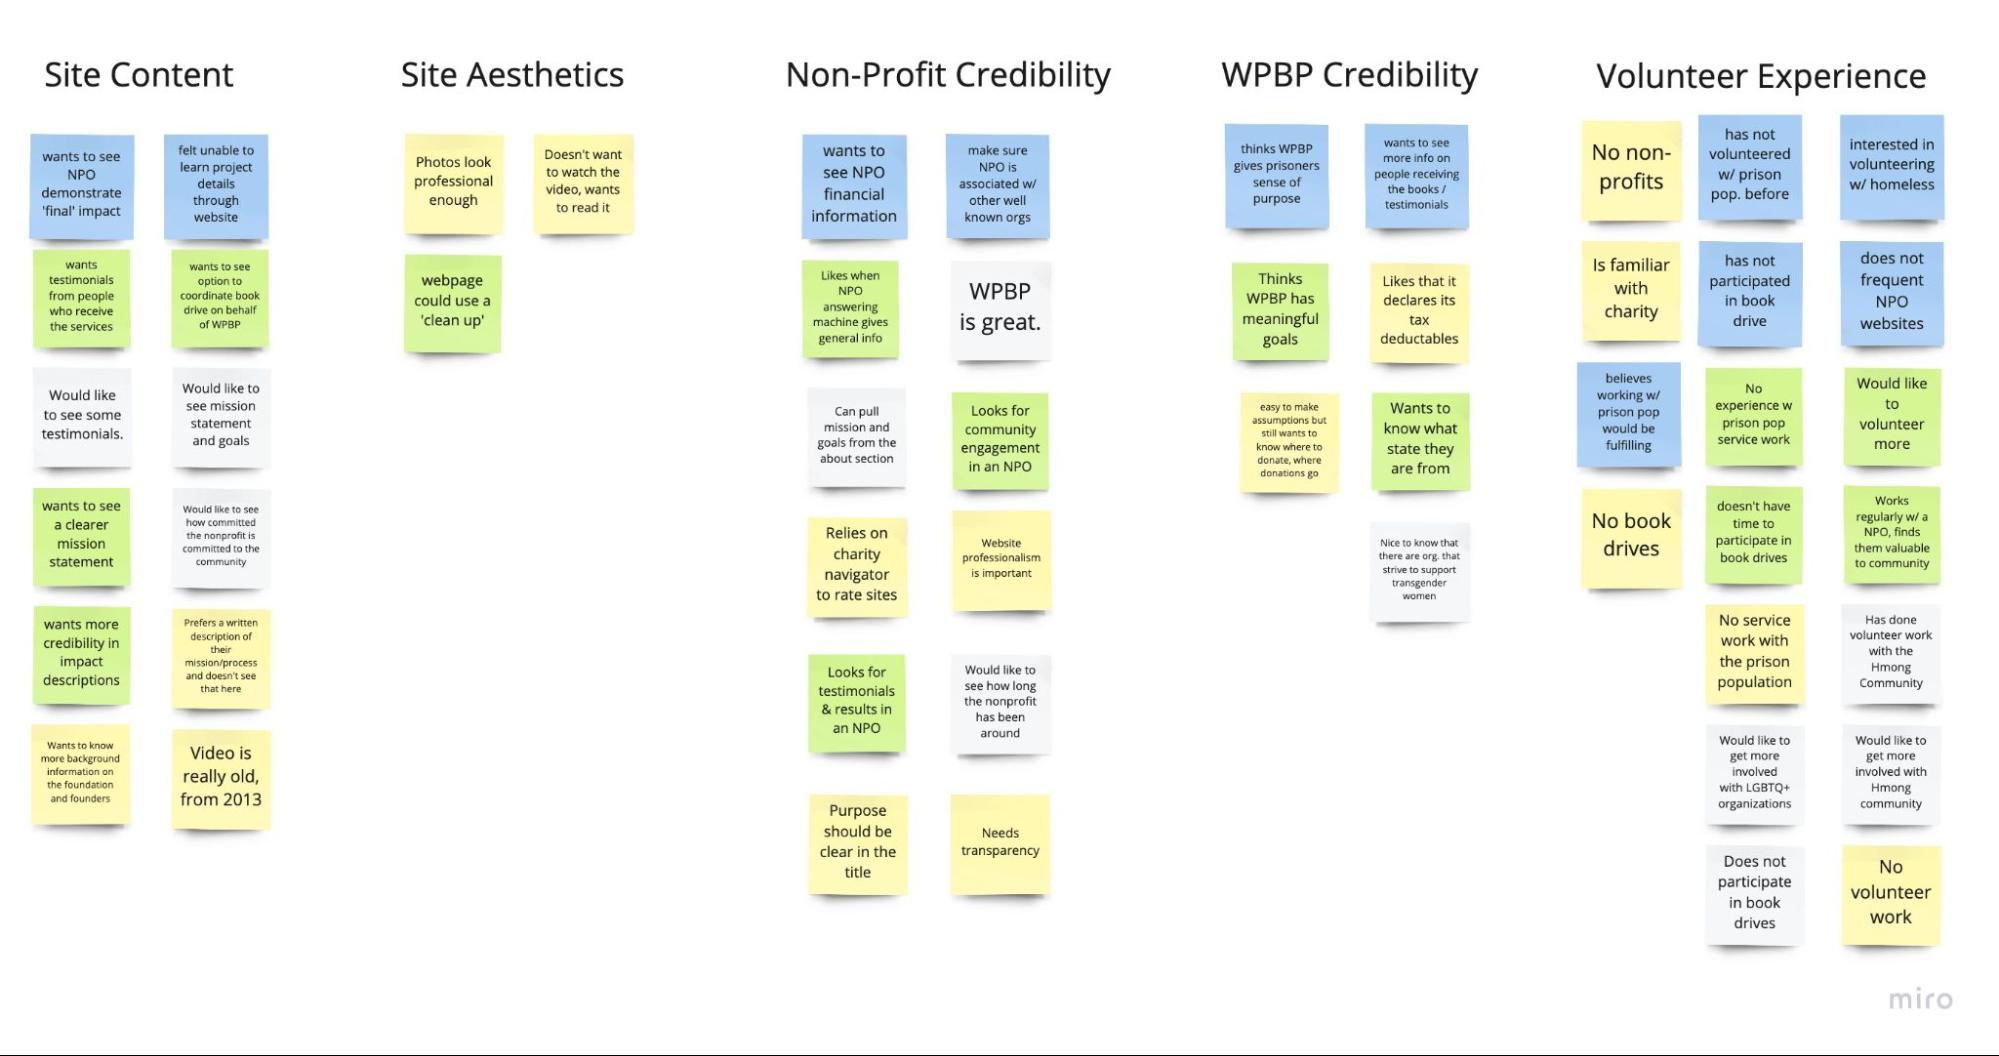 Site Content
wants to see
NPO
demonstrate
'final' impact
felt unable to
learn project
details
through
website
wants
testimonials
from people
who receive
the services
wants to see
option to
coordinate book
drive on behalf
of WPBP
Would like
to see some
testimonials.
Would like to
see mission
statement
and goals
wants to see
a clearer
mission
statement
Would like to see
how committed
the nonprofit is
committed to the
community
wants more
credibility in
impact
descriptions
Prefers a written
description of
their
mission/process
and doesn't see
that here
Wants to know
more background
information on
the foundation
and founders
Video is
really old,
from 2013
Site Aesthetics
Photos look
professional
enough
Doesn't want
to watch the
video, wants
to read it
webpage
could use a
'clean up'
Non-Profit Credibility
wants to
see NPO
financial
information
make sure
NPO is
associated w/
other well
known orgs
Likes when
NPO
answering
machine gives
general info
WPBP
is great.
Can pull
mission and
goals from the
about section
Looks for
community
engagement
in an NPO
Relies on
charity
navigator
to rate sites
Website
professionalism
is important
Looks for
testimonials
& results in
an NPO
Would like to
see how long
the nonprofit
has been
around
Purpose
should be
clear in the
title
Needs
transparency
WPBP Credibility
thinks WPBP
gives prisoners
sense of
purpose
wants to see
more info on
people receiving
the books /
testimonials
Thinks
WPBP has
meaningful
goals
Likes that it
declares its
tax
deductables
easy to make
assumptions but
still wants to
know where to
donate, where
donations go
Wants to
know what
state they
are from
Nice to know that
there are org. that
strive to support
transgender
women
Volunteer Experience
No non-
profits
has not
volunteered
w/ prison
pop. before
interested in
volunteering
w/ homeless
Is familiar
with
charity
has not
participated
in book
drive
does not
frequent
NPO
websites
believes
working w/
prison pop
would be
fulfilling
No
experience w
prison pop
service work
Would like
to
volunteer
more
No book
drives
doesn't have
time to
participate in
book drives
Works
regularly w/ a
NPO, finds
them valuable
to community
No service
work with
the prison
population
Has done
volunteer work
with the
Hmong
Community
Would like to
get more
involved
with LGBTQ+
organizations
Would like to
get more
involved with
Hmong
community
Does not
participate
in book
drives
No
volunteer
work
miro